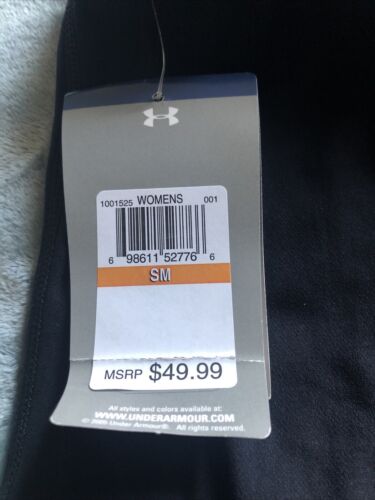 1001525 WOMENS 001
6 98611 52776 6
SM
MSRP $49.99
All styles and colors available at:
WWW.UNDERARMOUR.COM
Under Armour®. All rights reserved.